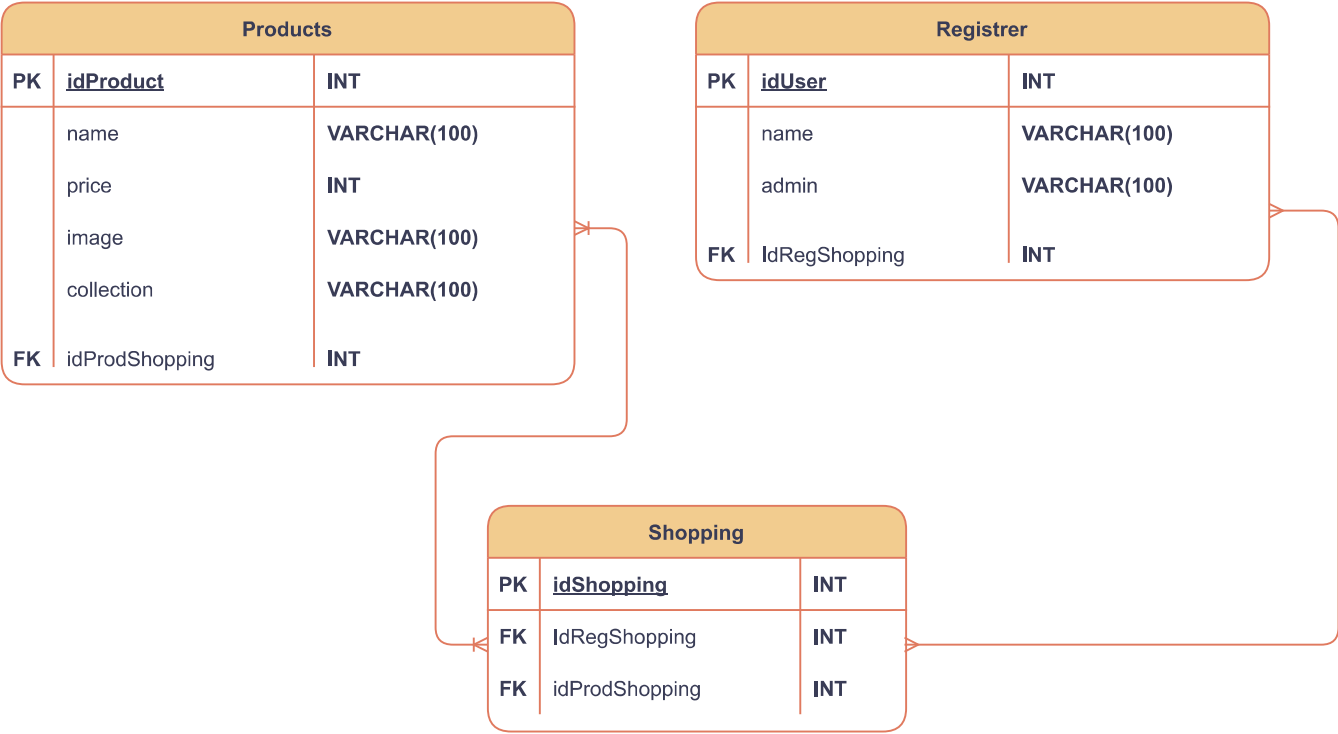 Products
PK idProduct INT
name VARCHAR(100)
price INT
image VARCHAR(100)
collection VARCHAR(100)
FK idProdShopping INT
Registrer
PK idUser INT
name VARCHAR(100)
admin VARCHAR(100)
FK IdRegShopping INT
Shopping
PK idShopping INT
FK IdRegShopping INT
FK idProdShopping INT